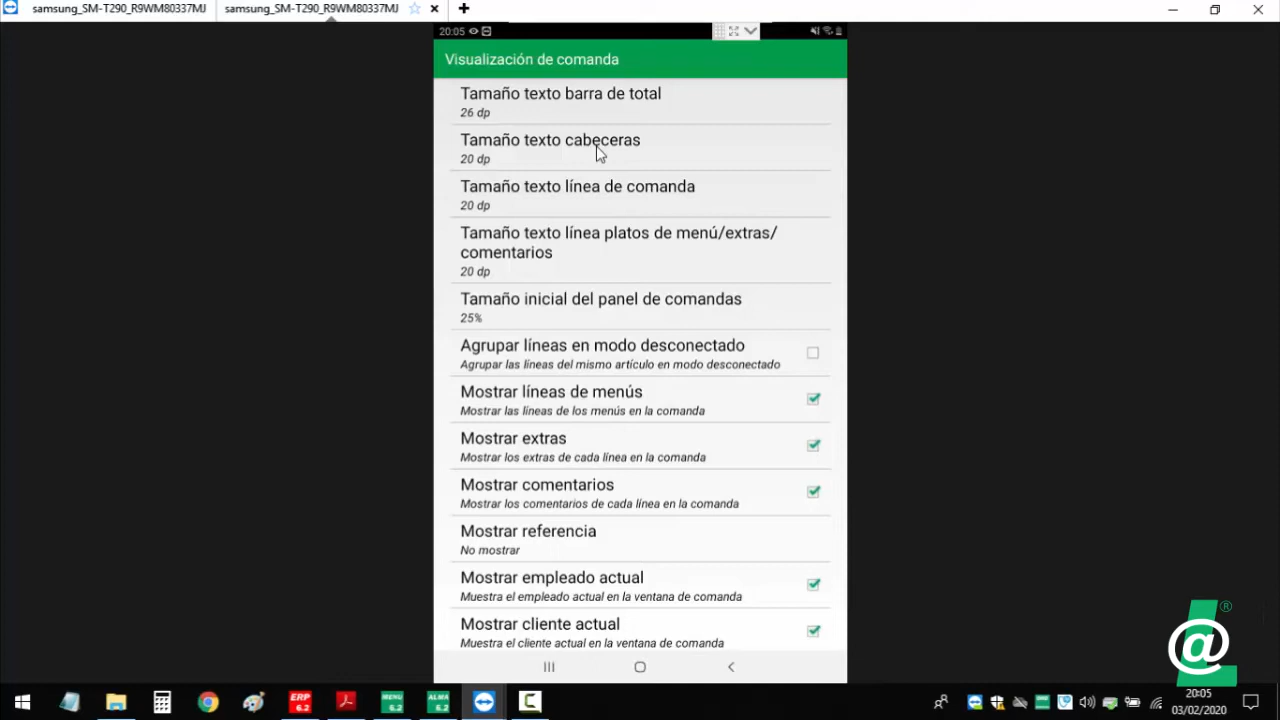 samsung_SM-T290_R9WM80337MJ
samsung_SM-T290_R9WM80337MJ
20:05
Visualización de comanda
Tamaño texto barra de total
26 dp
Tamaño texto cabeceras
20 dp
Tamaño texto línea de comanda
20 dp
Tamaño texto línea platos de menú/extras/
comentarios
20 dp
Tamaño inicial del panel de comandas
25%
Agrupar líneas en modo desconectado
Agrupar las líneas del mismo artículo en modo desconectado
Mostrar líneas de menús
Mostrar las líneas de los menús en la comanda
Mostrar extras
Mostrar los extras de cada línea en la comanda
Mostrar comentarios
Mostrar los comentarios de cada línea en la comanda
Mostrar referencia
No mostrar
Mostrar empleado actual
Muestra el empleado actual en la ventana de comanda
Mostrar cliente actual
Muestra el cliente actual en la ventana de comanda
@ ®
ERP
6.2
MENU
6.2
ALMA
6.2
20:05
03/02/2020